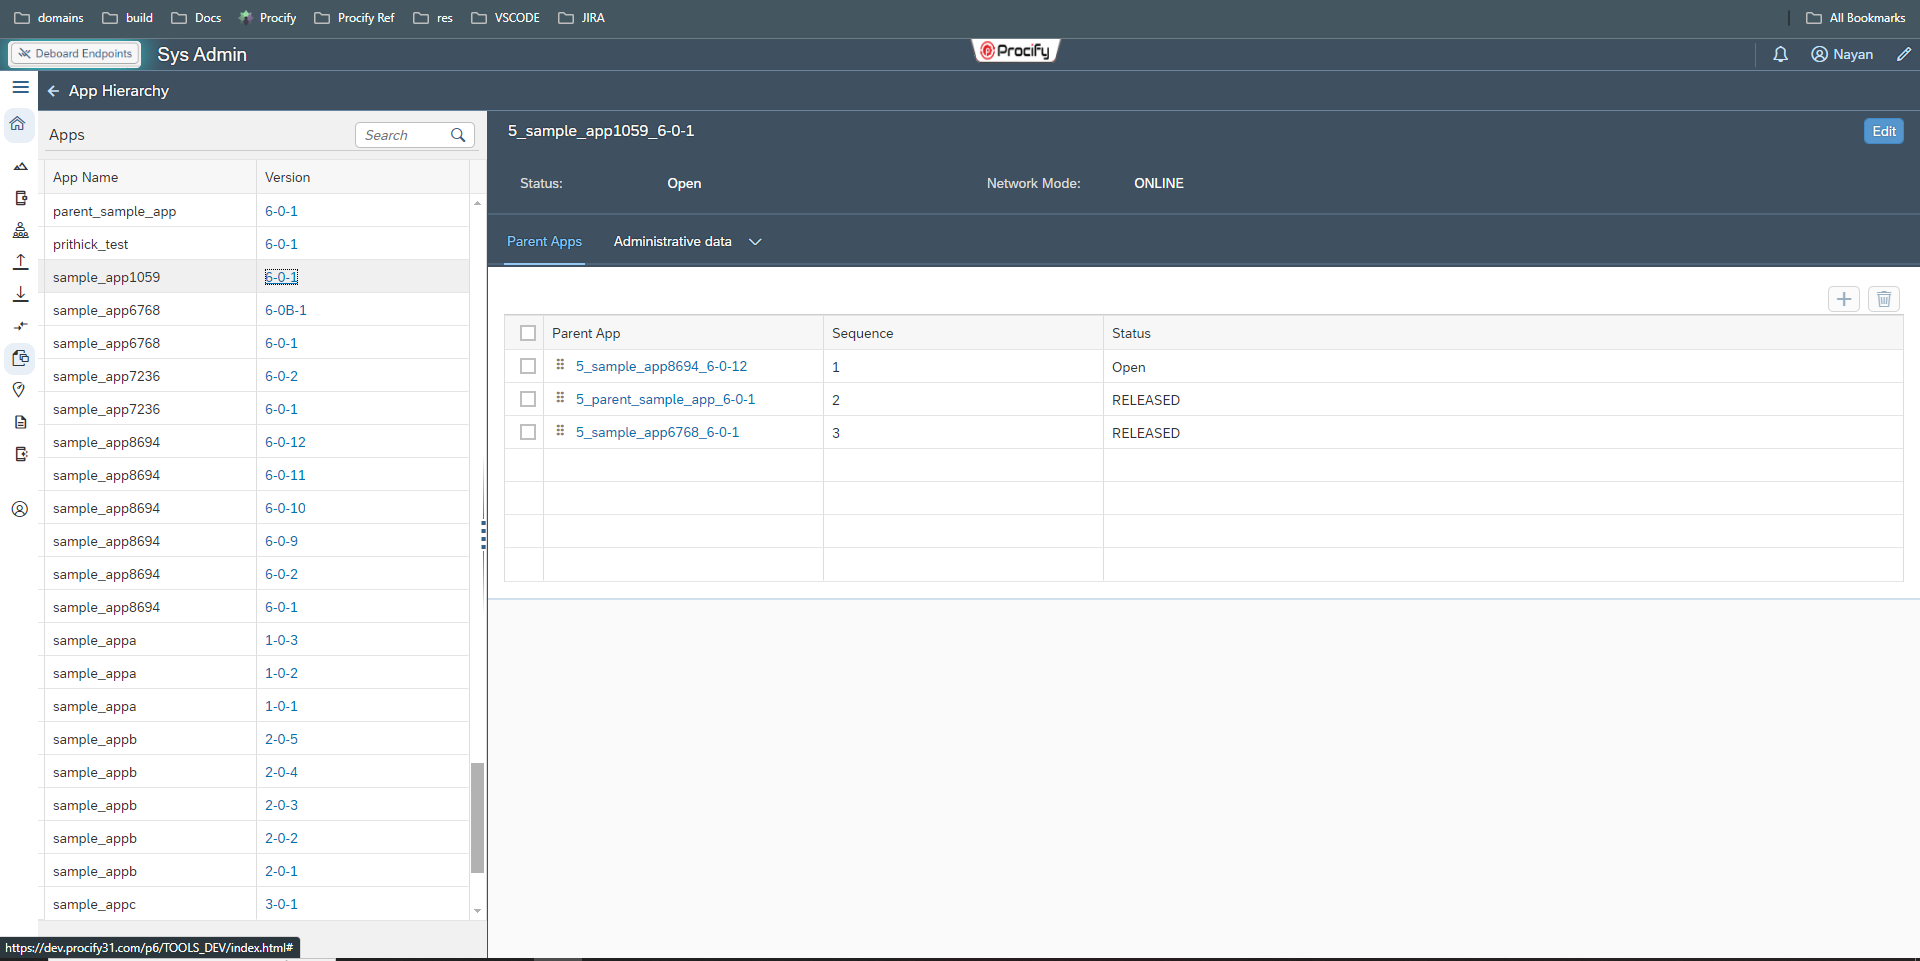 domains build Docs Procify Procify Ref res VSCODE JIRA All Bookmarks
Deboard Endpoints Sys Admin Procify Nayan
App Hierarchy
Apps Search
App Name Version
parent_sample_app 6-0-1
prithick_test 6-0-1
sample_app1059 6-0-1
sample_app6768 6-0B-1
sample_app6768 6-0-1
sample_app7236 6-0-2
sample_app7236 6-0-1
sample_app8694 6-0-12
sample_app8694 6-0-11
sample_app8694 6-0-10
sample_app8694 6-0-9
sample_app8694 6-0-2
sample_app8694 6-0-1
sample_appa 1-0-3
sample_appa 1-0-2
sample_appa 1-0-1
sample_appb 2-0-5
sample_appb 2-0-4
sample_appb 2-0-3
sample_appb 2-0-2
sample_appb 2-0-1
sample_appc 3-0-1
https://dev.procify31.com/p6/TOOLS_DEV/index.html#
5_sample_app1059_6-0-1 Edit
Status: Open Network Mode: ONLINE
Parent Apps Administrative data
Parent App Sequence Status
5_sample_app8694_6-0-12 1 Open
5_parent_sample_app_6-0-1 2 RELEASED
5_sample_app6768_6-0-1 3 RELEASED